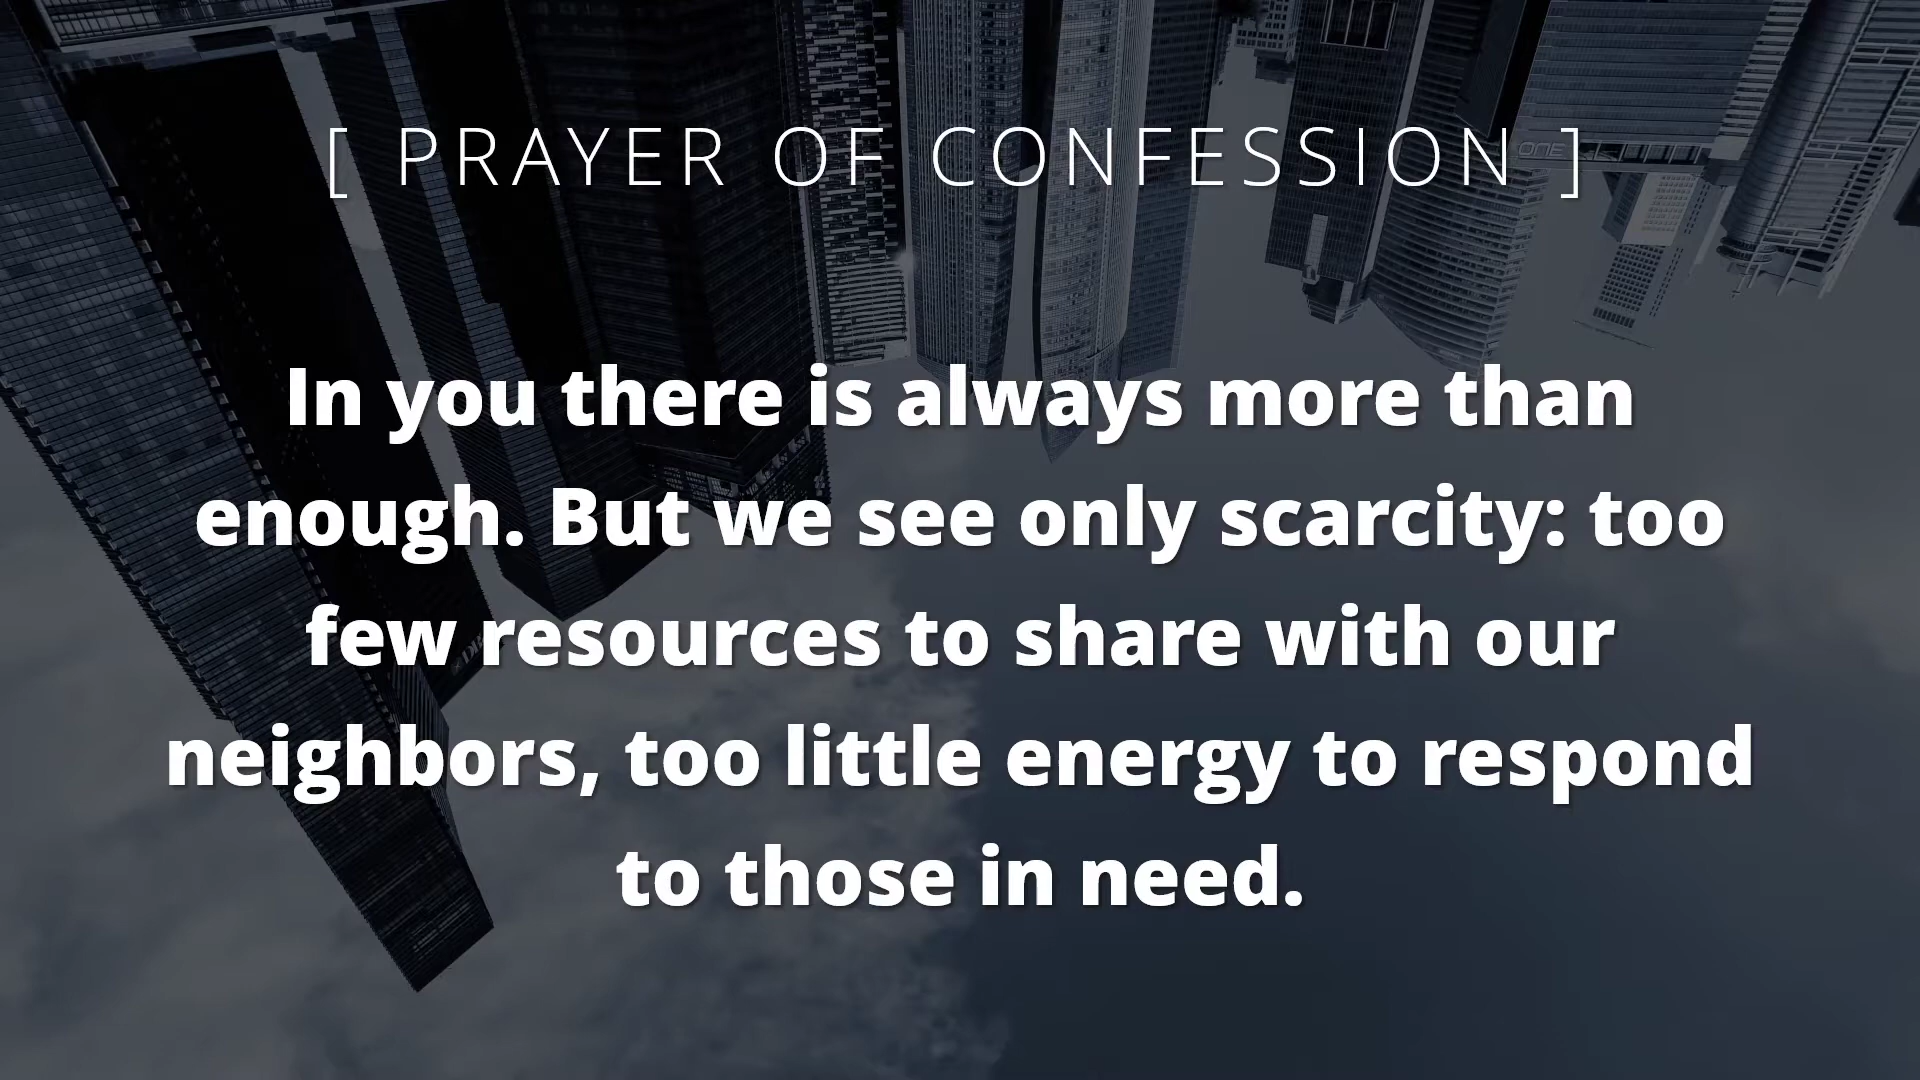 [ PRAYER OF CONFESSION ]
ONE
In you there is always more than
enough. But we see only scarcity: too
few resources to share with our
neighbors, too little energy to respond
to those in need.